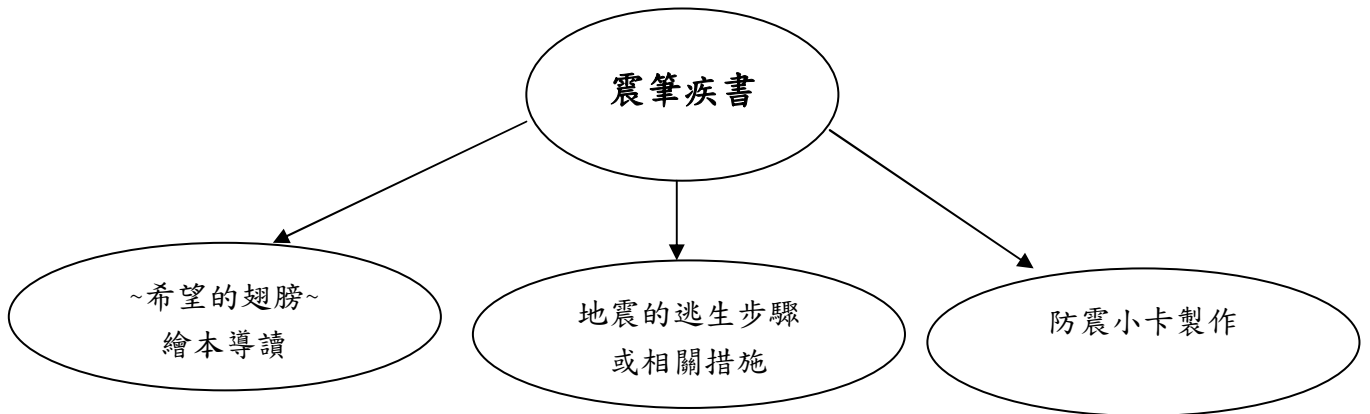 震筆疾書
~希望的翅膀~
繪本導讀
地震的逃生步驟
或相關措施
防震小卡製作